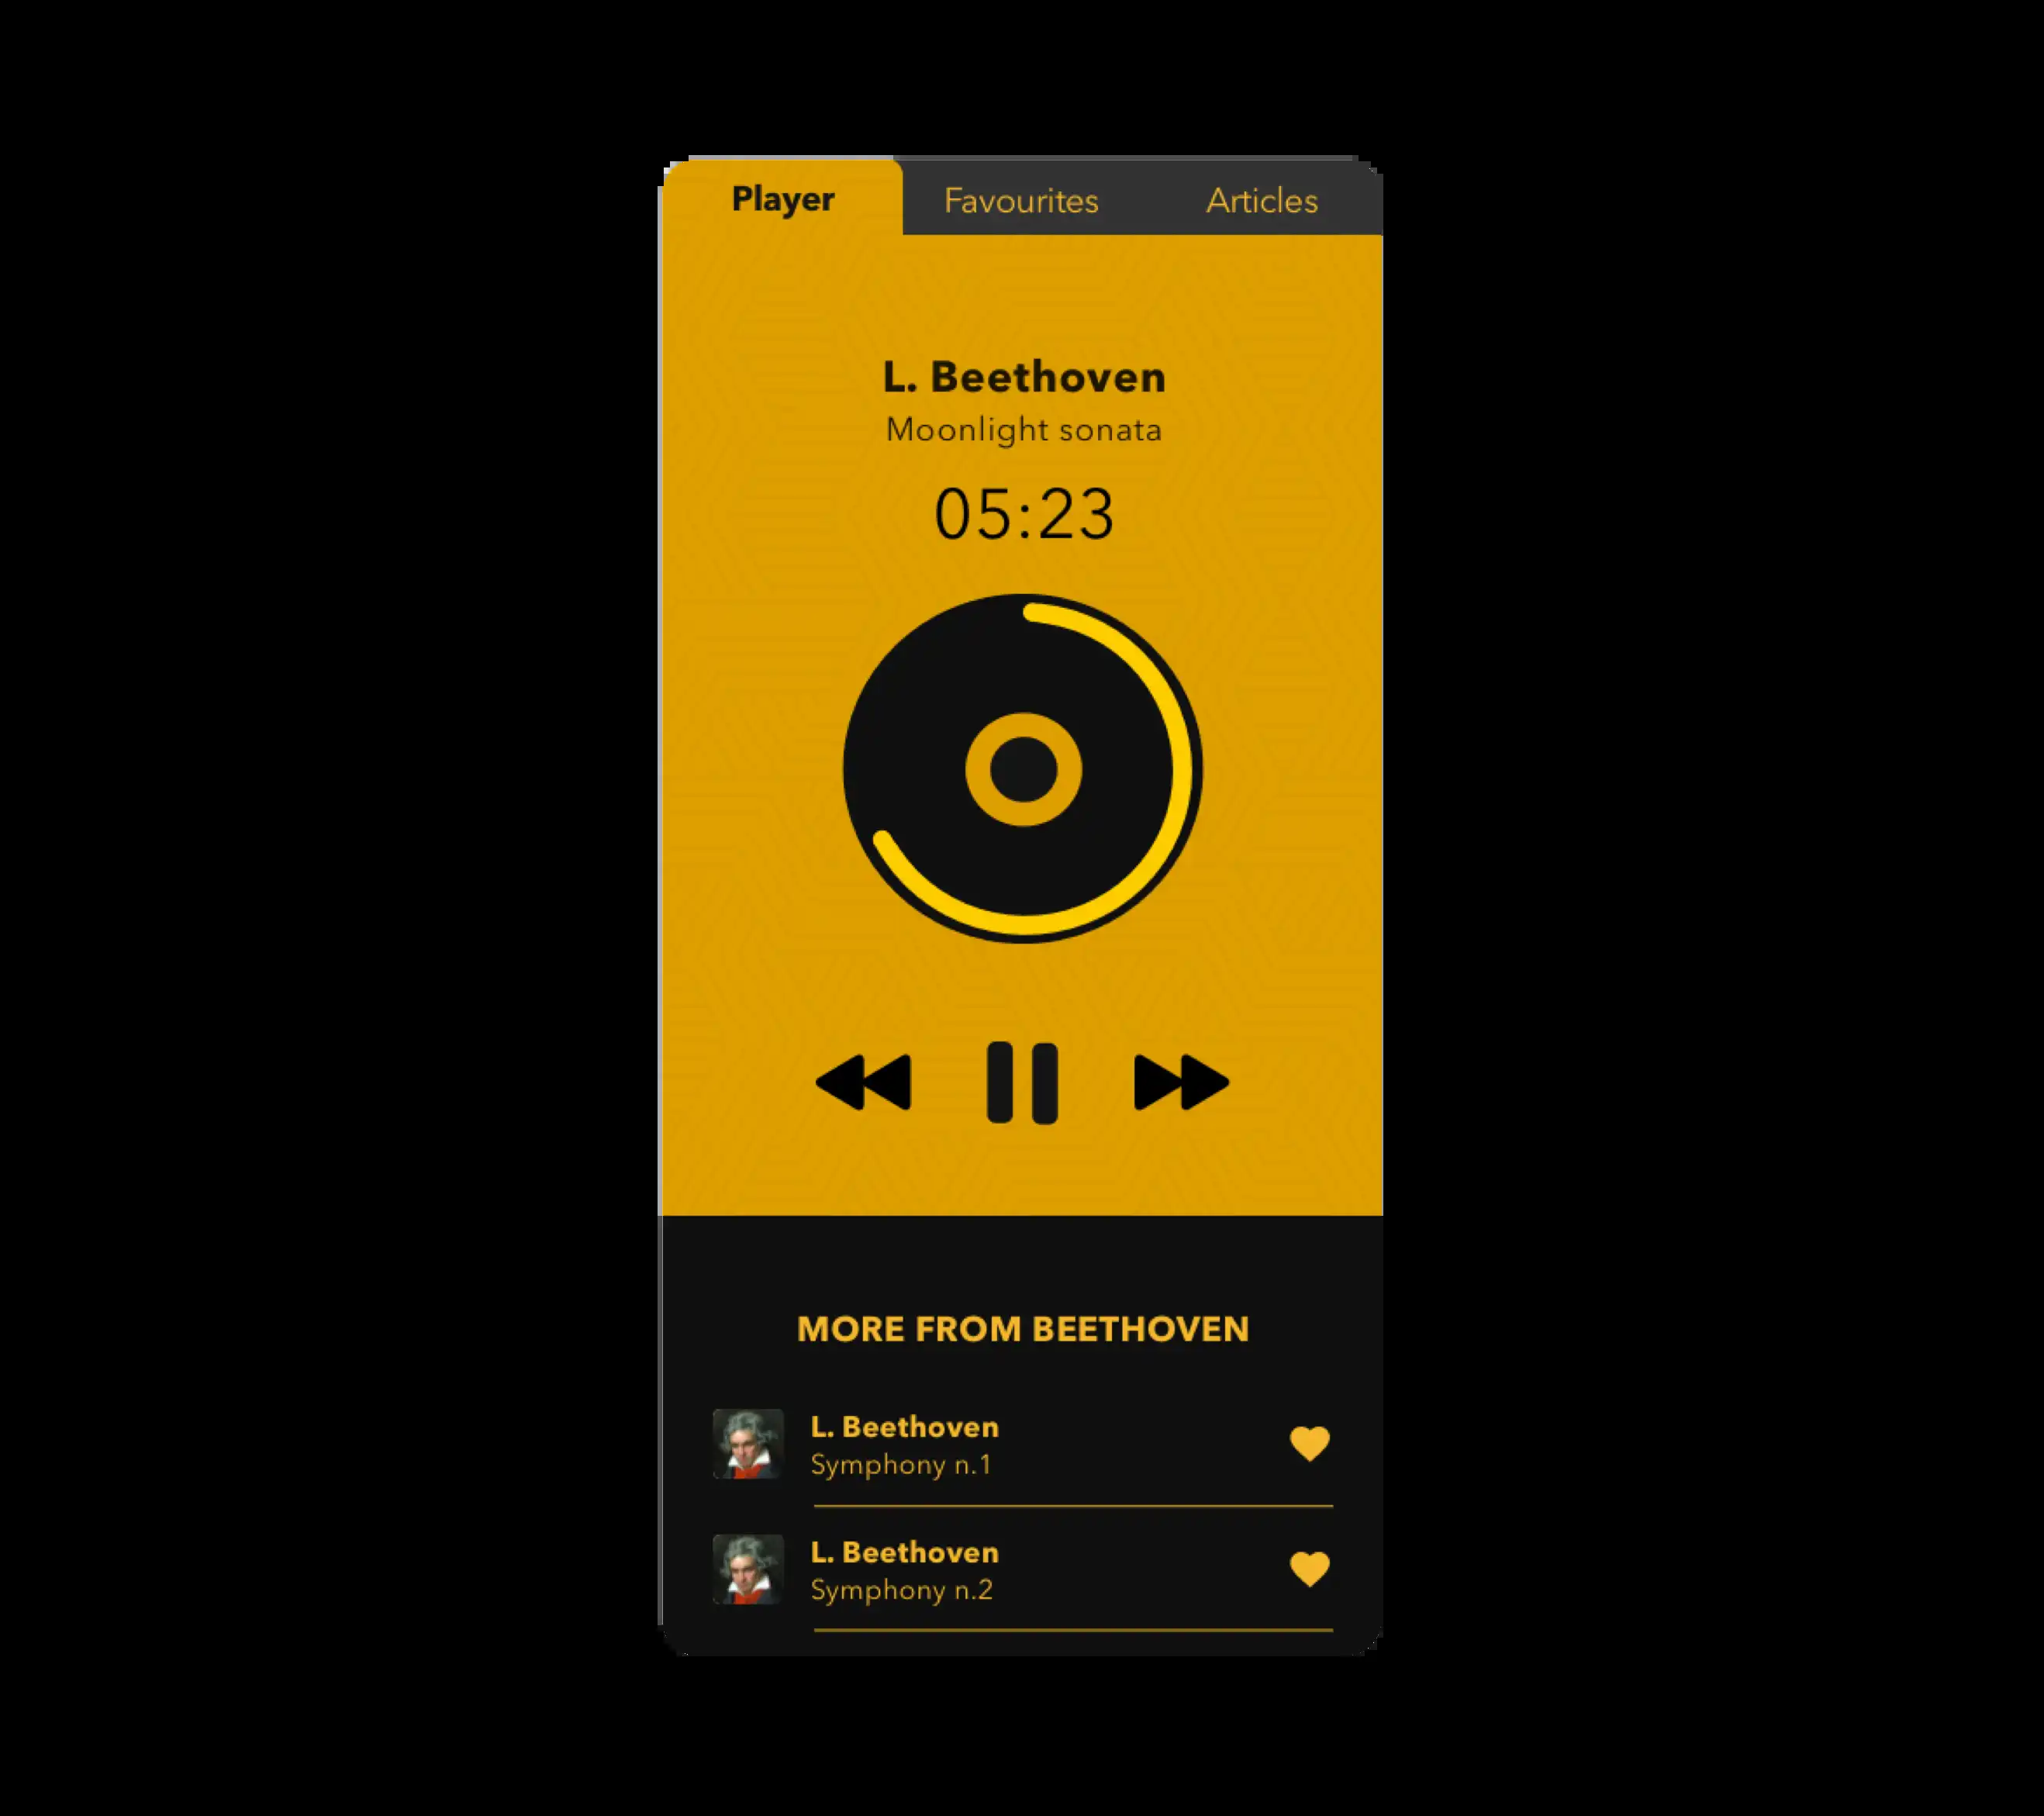 Player Favourites Articles
L. Beethoven
Moonlight sonata
05:23
MORE FROM BEETHOVEN
L. Beethoven
Symphony n.1
L. Beethoven
Symphony n.2